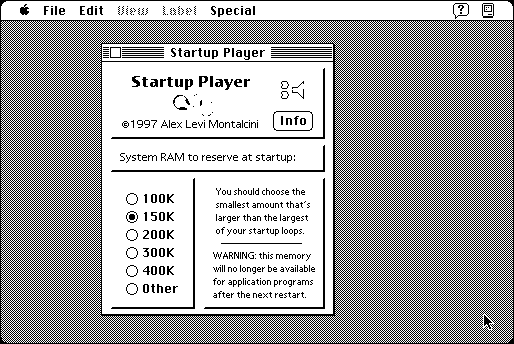 File Edit View Label Special
Startup Player
Startup Player
©1997 Alex Levi Montalcini
Info
System RAM to reserve at startup:
100K
150K
200K
300K
400K
Other
You should choose the
smallest amount that's
larger than the largest
of your startup loops.
WARNING: this memory
will no longer be available
for application programs
after the next restart.